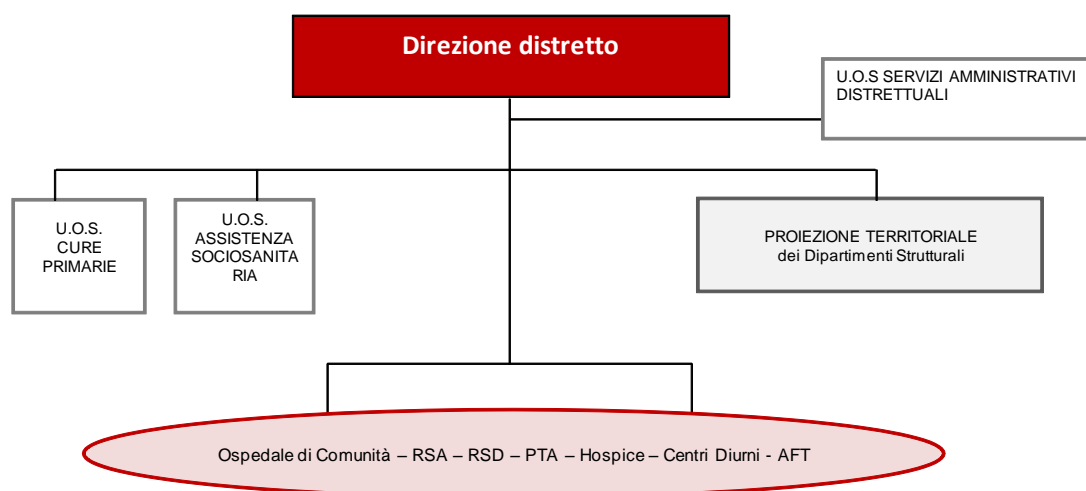 Direzione distretto
U.O.S SERVIZI AMMINISTRATIVI
DISTRETTUALI
U.O.S.
CURE
PRIMARIE
U.O.S.
ASSISTENZA
SOCIOSANITA
RIA
PROIEZIONE TERRITORIALE
dei Dipartimenti Strutturali
Ospedale di Comunità – RSA – RSD – PTA – Hospice – Centri Diurni - AFT